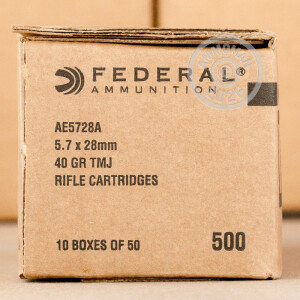 FEDERAL®
AMMUNITION
AE5728A
5.7 x 28mm
40 GR TMJ
RIFLE CARTRIDGES
10 BOXES OF 50
500